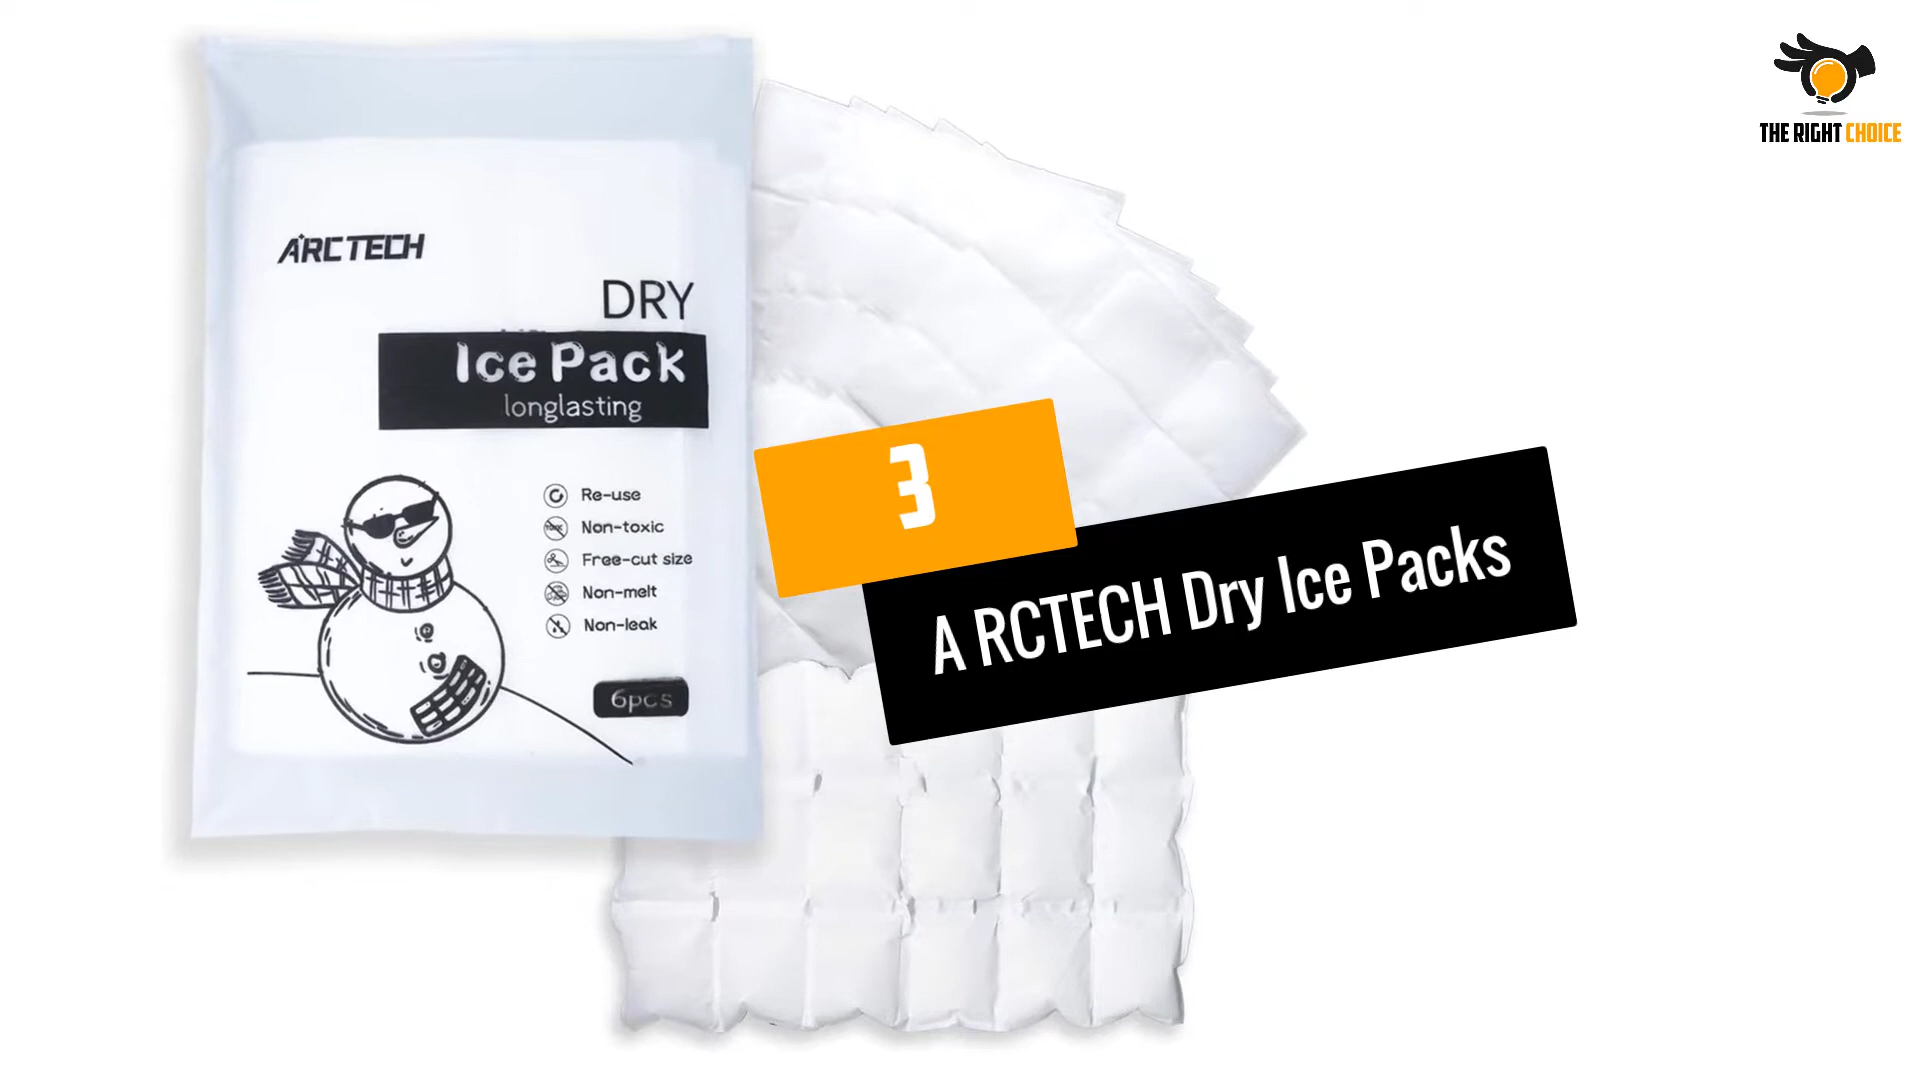 THE RIGHT CHOICE
ARCTECH
DRY
Ice Pack
longlasting
Re-use
Non-toxic
Free-cut size
Non-melt
Non-leak
6pcs
3
A RCTECH Dry Ice Packs